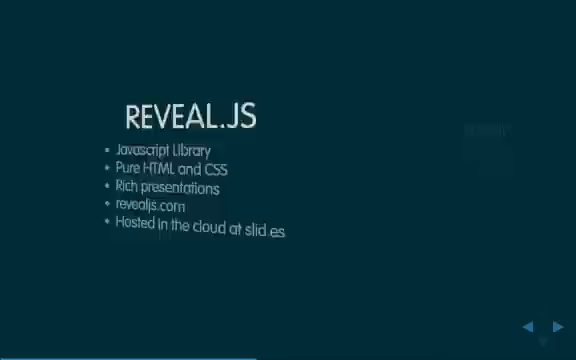 REVEAL.JS
• Javascript Library
• Pure HTML and CSS
• Rich presentations
• revealjs.com
• Hosted in the cloud at slid.es